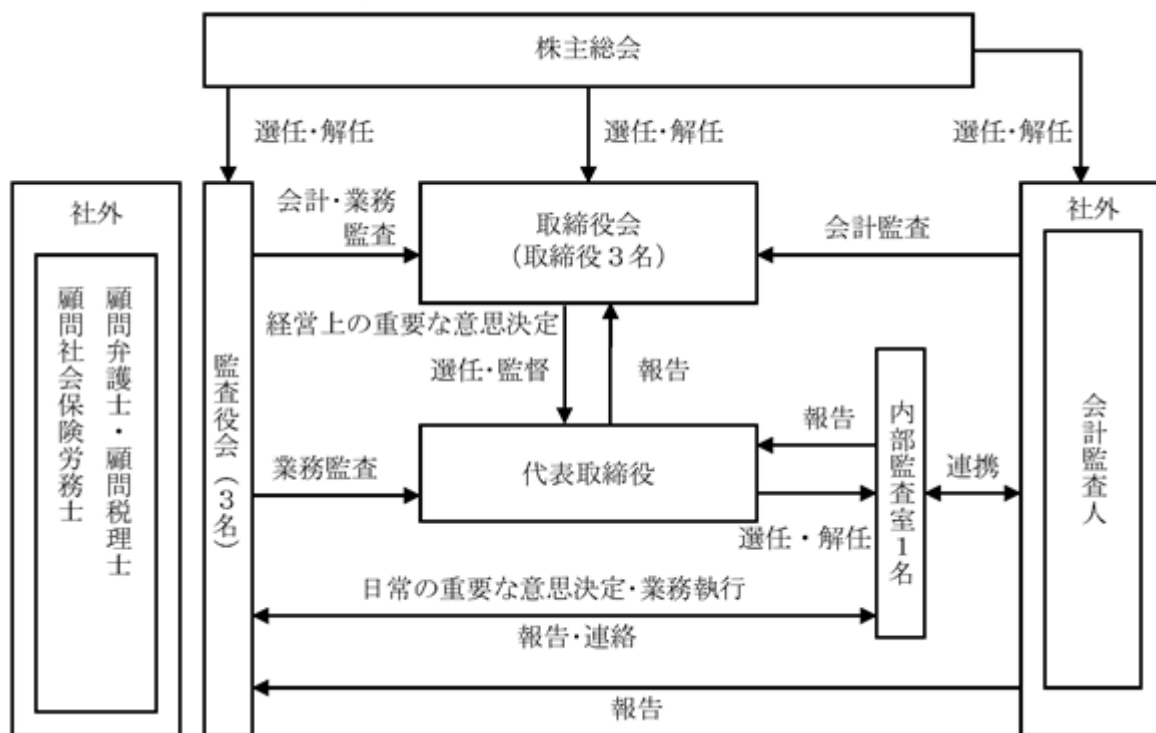 株主総会
選任・解任
選任・解任
選任・解任
社外
顧問弁護士・顧問税理士
顧問社会保険労務士
監査役会（3名）
会計・業務
監査
取締役会
（取締役3名）
会計監査
社外
会計監査人
経営上の重要な意思決定
選任・監督
報告
業務監査
代表取締役
報告
選任・解任
内部監査室1名
連携
日常の重要な意思決定・業務執行
報告・連絡
報告